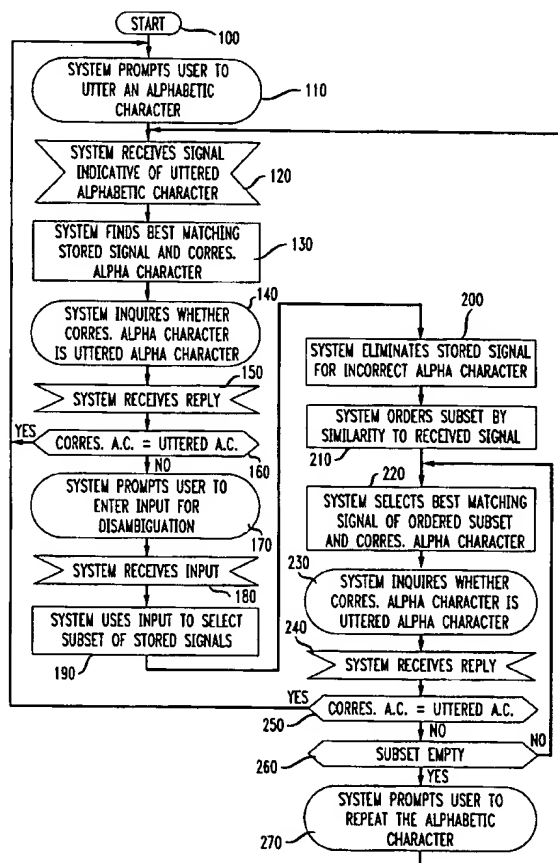 START
100
SYSTEM PROMPTS USER TO
UTTER AN ALPHABETIC
CHARACTER
110
SYSTEM RECEIVES SIGNAL
INDICATIVE OF UTTERED
ALPHABETIC CHARACTER
120
SYSTEM FINDS BEST MATCHING
STORED SIGNAL AND CORRES.
ALPHA CHARACTER
130
140
SYSTEM INQUIRES WHETHER
CORRES. ALPHA CHARACTER
IS UTTERED ALPHA CHARACTER
150
SYSTEM RECEIVES REPLY
YES
CORRES. A.C. = UTTERED A.C.
160
NO
SYSTEM PROMPTS USER TO
ENTER INPUT FOR
DISAMBIGUATION
170
SYSTEM RECEIVES INPUT
180
SYSTEM USES INPUT TO SELECT
SUBSET OF STORED SIGNALS
190
200
SYSTEM ELIMINATES STORED SIGNAL
FOR INCORRECT ALPHA CHARACTER
SYSTEM ORDERS SUBSET BY
SIMILARITY TO RECEIVED SIGNAL
210
220
SYSTEM SELECTS BEST MATCHING
SIGNAL OF ORDERED SUBSET
AND CORRES. ALPHA CHARACTER
230
SYSTEM INQUIRES WHETHER
CORRES. ALPHA CHARACTER IS
UTTERED ALPHA CHARACTER
240
SYSTEM RECEIVES REPLY
YES
CORRES. A.C. = UTTERED A.C.
250
NO
SUBSET EMPTY
NO
260
YES
SYSTEM PROMPTS USER TO
REPEAT THE ALPHABETIC
CHARACTER
270